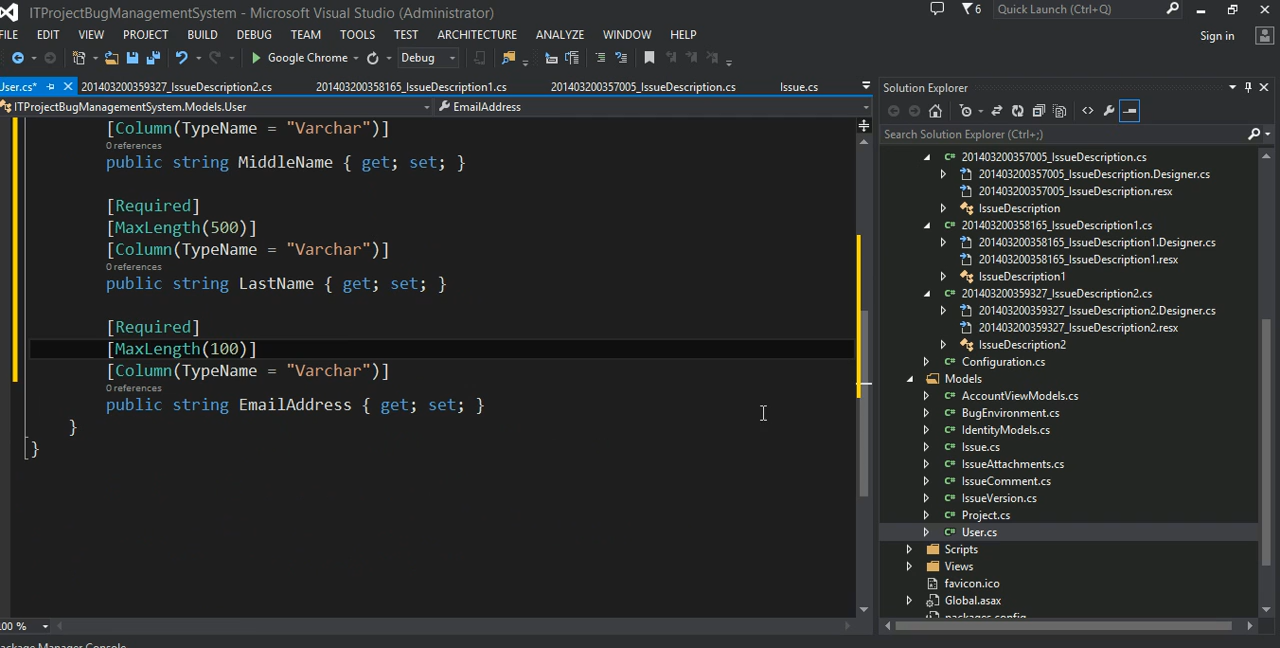 ITProjectBugManagementSystem - Microsoft Visual Studio (Administrator)
6
Quick Launch (Ctrl+Q)
FILE EDIT VIEW PROJECT BUILD DEBUG TEAM TOOLS TEST ARCHITECTURE ANALYZE WINDOW HELP
Sign in
Google Chrome
Debug
User.cs*
201403200359327_IssueDescription2.cs
201403200358165_IssueDescription1.cs
201403200357005_IssueDescription.cs
Issue.cs
ITProjectBugManagementSystem.Models.User
EmailAddress
[Column(TypeName = "Varchar")]
0 references
public string MiddleName { get; set; }
[Required]
[MaxLength(500)]
[Column(TypeName = "Varchar")]
0 references
public string LastName { get; set; }
[Required]
[MaxLength(100)]
[Column(TypeName = "Varchar")]
0 references
public string EmailAddress { get; set; }
}
}
00 %
Package Manager Console
Solution Explorer
Search Solution Explorer (Ctrl+;)
C# 201403200357005_IssueDescription.cs
201403200357005_IssueDescription.Designer.cs
201403200357005_IssueDescription.resx
IssueDescription
C# 201403200358165_IssueDescription1.cs
201403200358165_IssueDescription1.Designer.cs
201403200358165_IssueDescription1.resx
IssueDescription1
C# 201403200359327_IssueDescription2.cs
201403200359327_IssueDescription2.Designer.cs
201403200359327_IssueDescription2.resx
IssueDescription2
C# Configuration.cs
Models
C# AccountViewModels.cs
C# BugEnvironment.cs
C# IdentityModels.cs
C# Issue.cs
C# IssueAttachments.cs
C# IssueComment.cs
C# IssueVersion.cs
C# Project.cs
C# User.cs
Scripts
Views
favicon.ico
Global.asax
packages.config